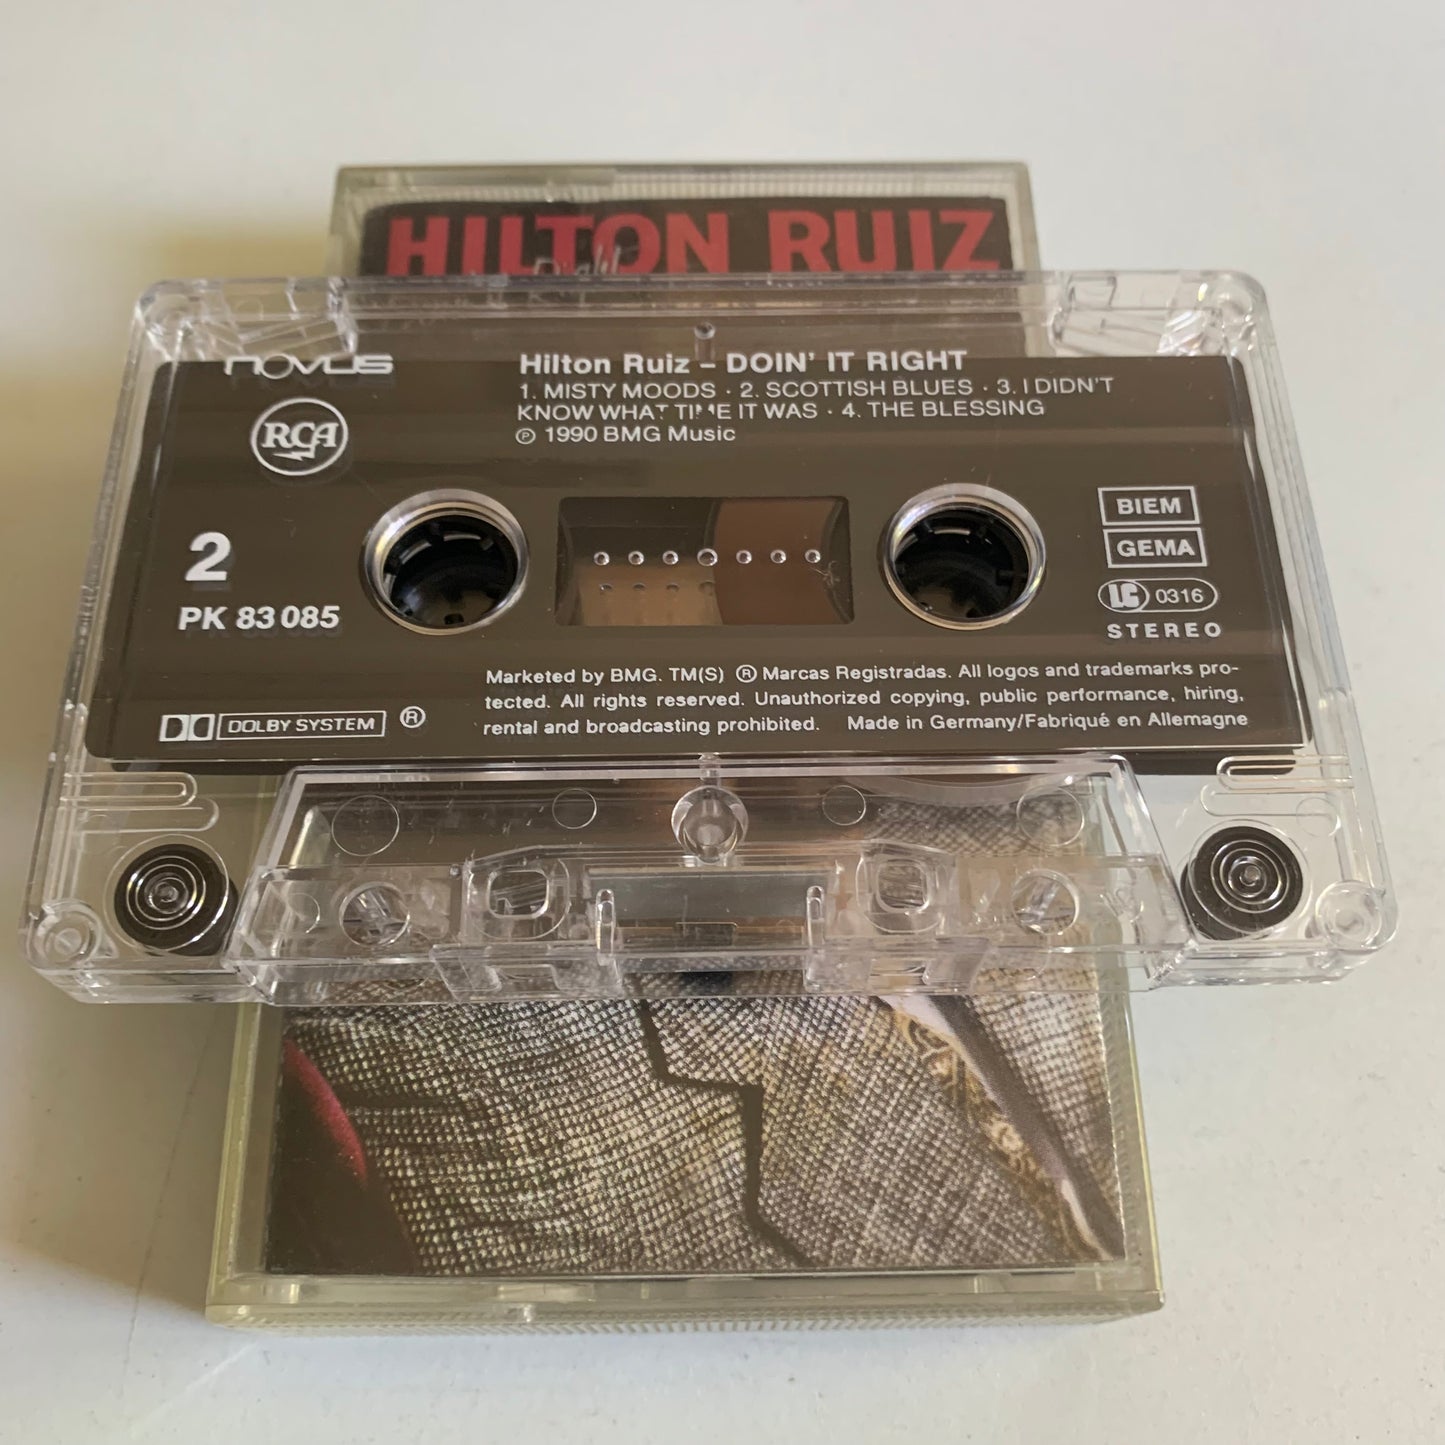 HILTON RUIZ
Right
novus
Hilton Ruiz – DOIN' IT RIGHT
1. MISTY MOODS · 2. SCOTTISH BLUES · 3. I DIDN'T
KNOW WHAT TIME IT WAS · 4. THE BLESSING
℗ 1990 BMG Music
RCA
2
PK 83 085
BIEM
GEMA
LC 0316
STEREO
Marketed by BMG. TM(S) ® Marcas Registradas. All logos and trademarks pro-
tected. All rights reserved. Unauthorized copying, public performance, hiring,
rental and broadcasting prohibited. Made in Germany/Fabriqué en Allemagne
DOLBY SYSTEM ®